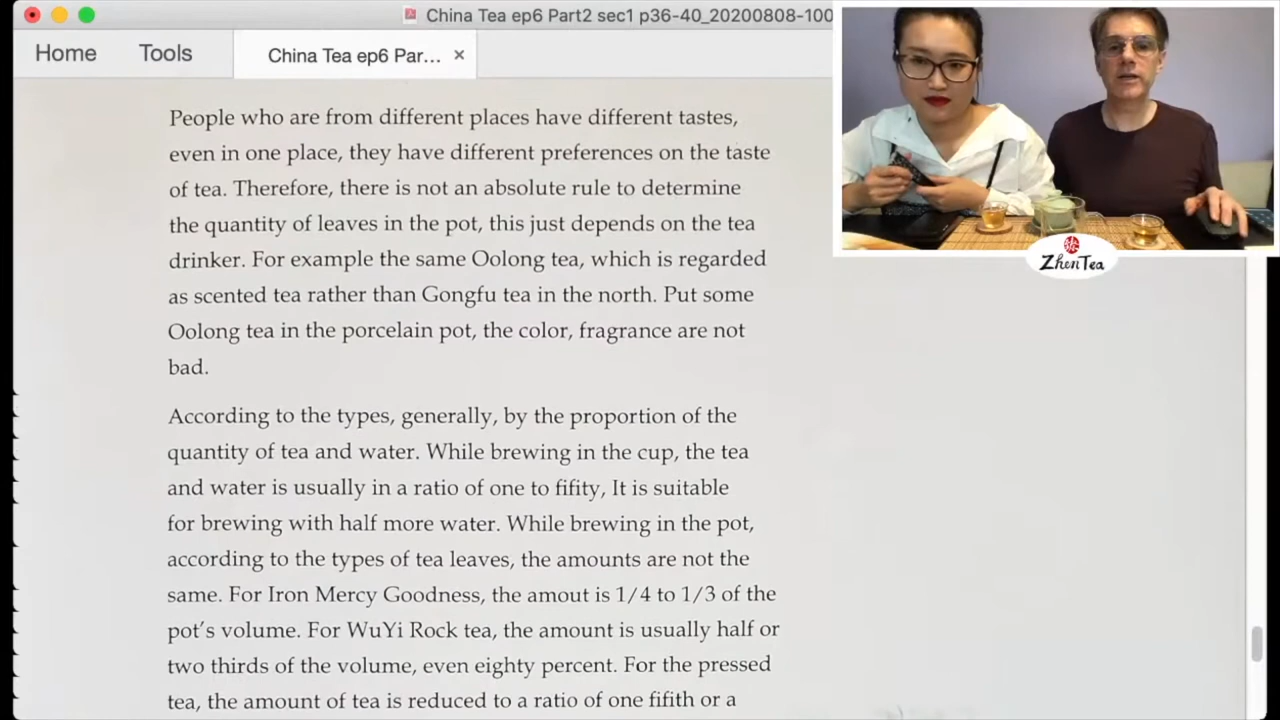 China Tea ep6 Part2 sec1 p36-40_20200808-100
Home
Tools
China Tea ep6 Par...
People who are from different places have different tastes,
even in one place, they have different preferences on the taste
of tea. Therefore, there is not an absolute rule to determine
the quantity of leaves in the pot, this just depends on the tea
drinker. For example the same Oolong tea, which is regarded
as scented tea rather than Gongfu tea in the north. Put some
Oolong tea in the porcelain pot, the color, fragrance are not
bad.
According to the types, generally, by the proportion of the
quantity of tea and water. While brewing in the cup, the tea
and water is usually in a ratio of one to fifity, It is suitable
for brewing with half more water. While brewing in the pot,
according to the types of tea leaves, the amounts are not the
same. For Iron Mercy Goodness, the amout is 1/4 to 1/3 of the
pot's volume. For WuYi Rock tea, the amount is usually half or
two thirds of the volume, even eighty percent. For the pressed
tea, the amount of tea is reduced to a ratio of one fifith or a
ZhenTea